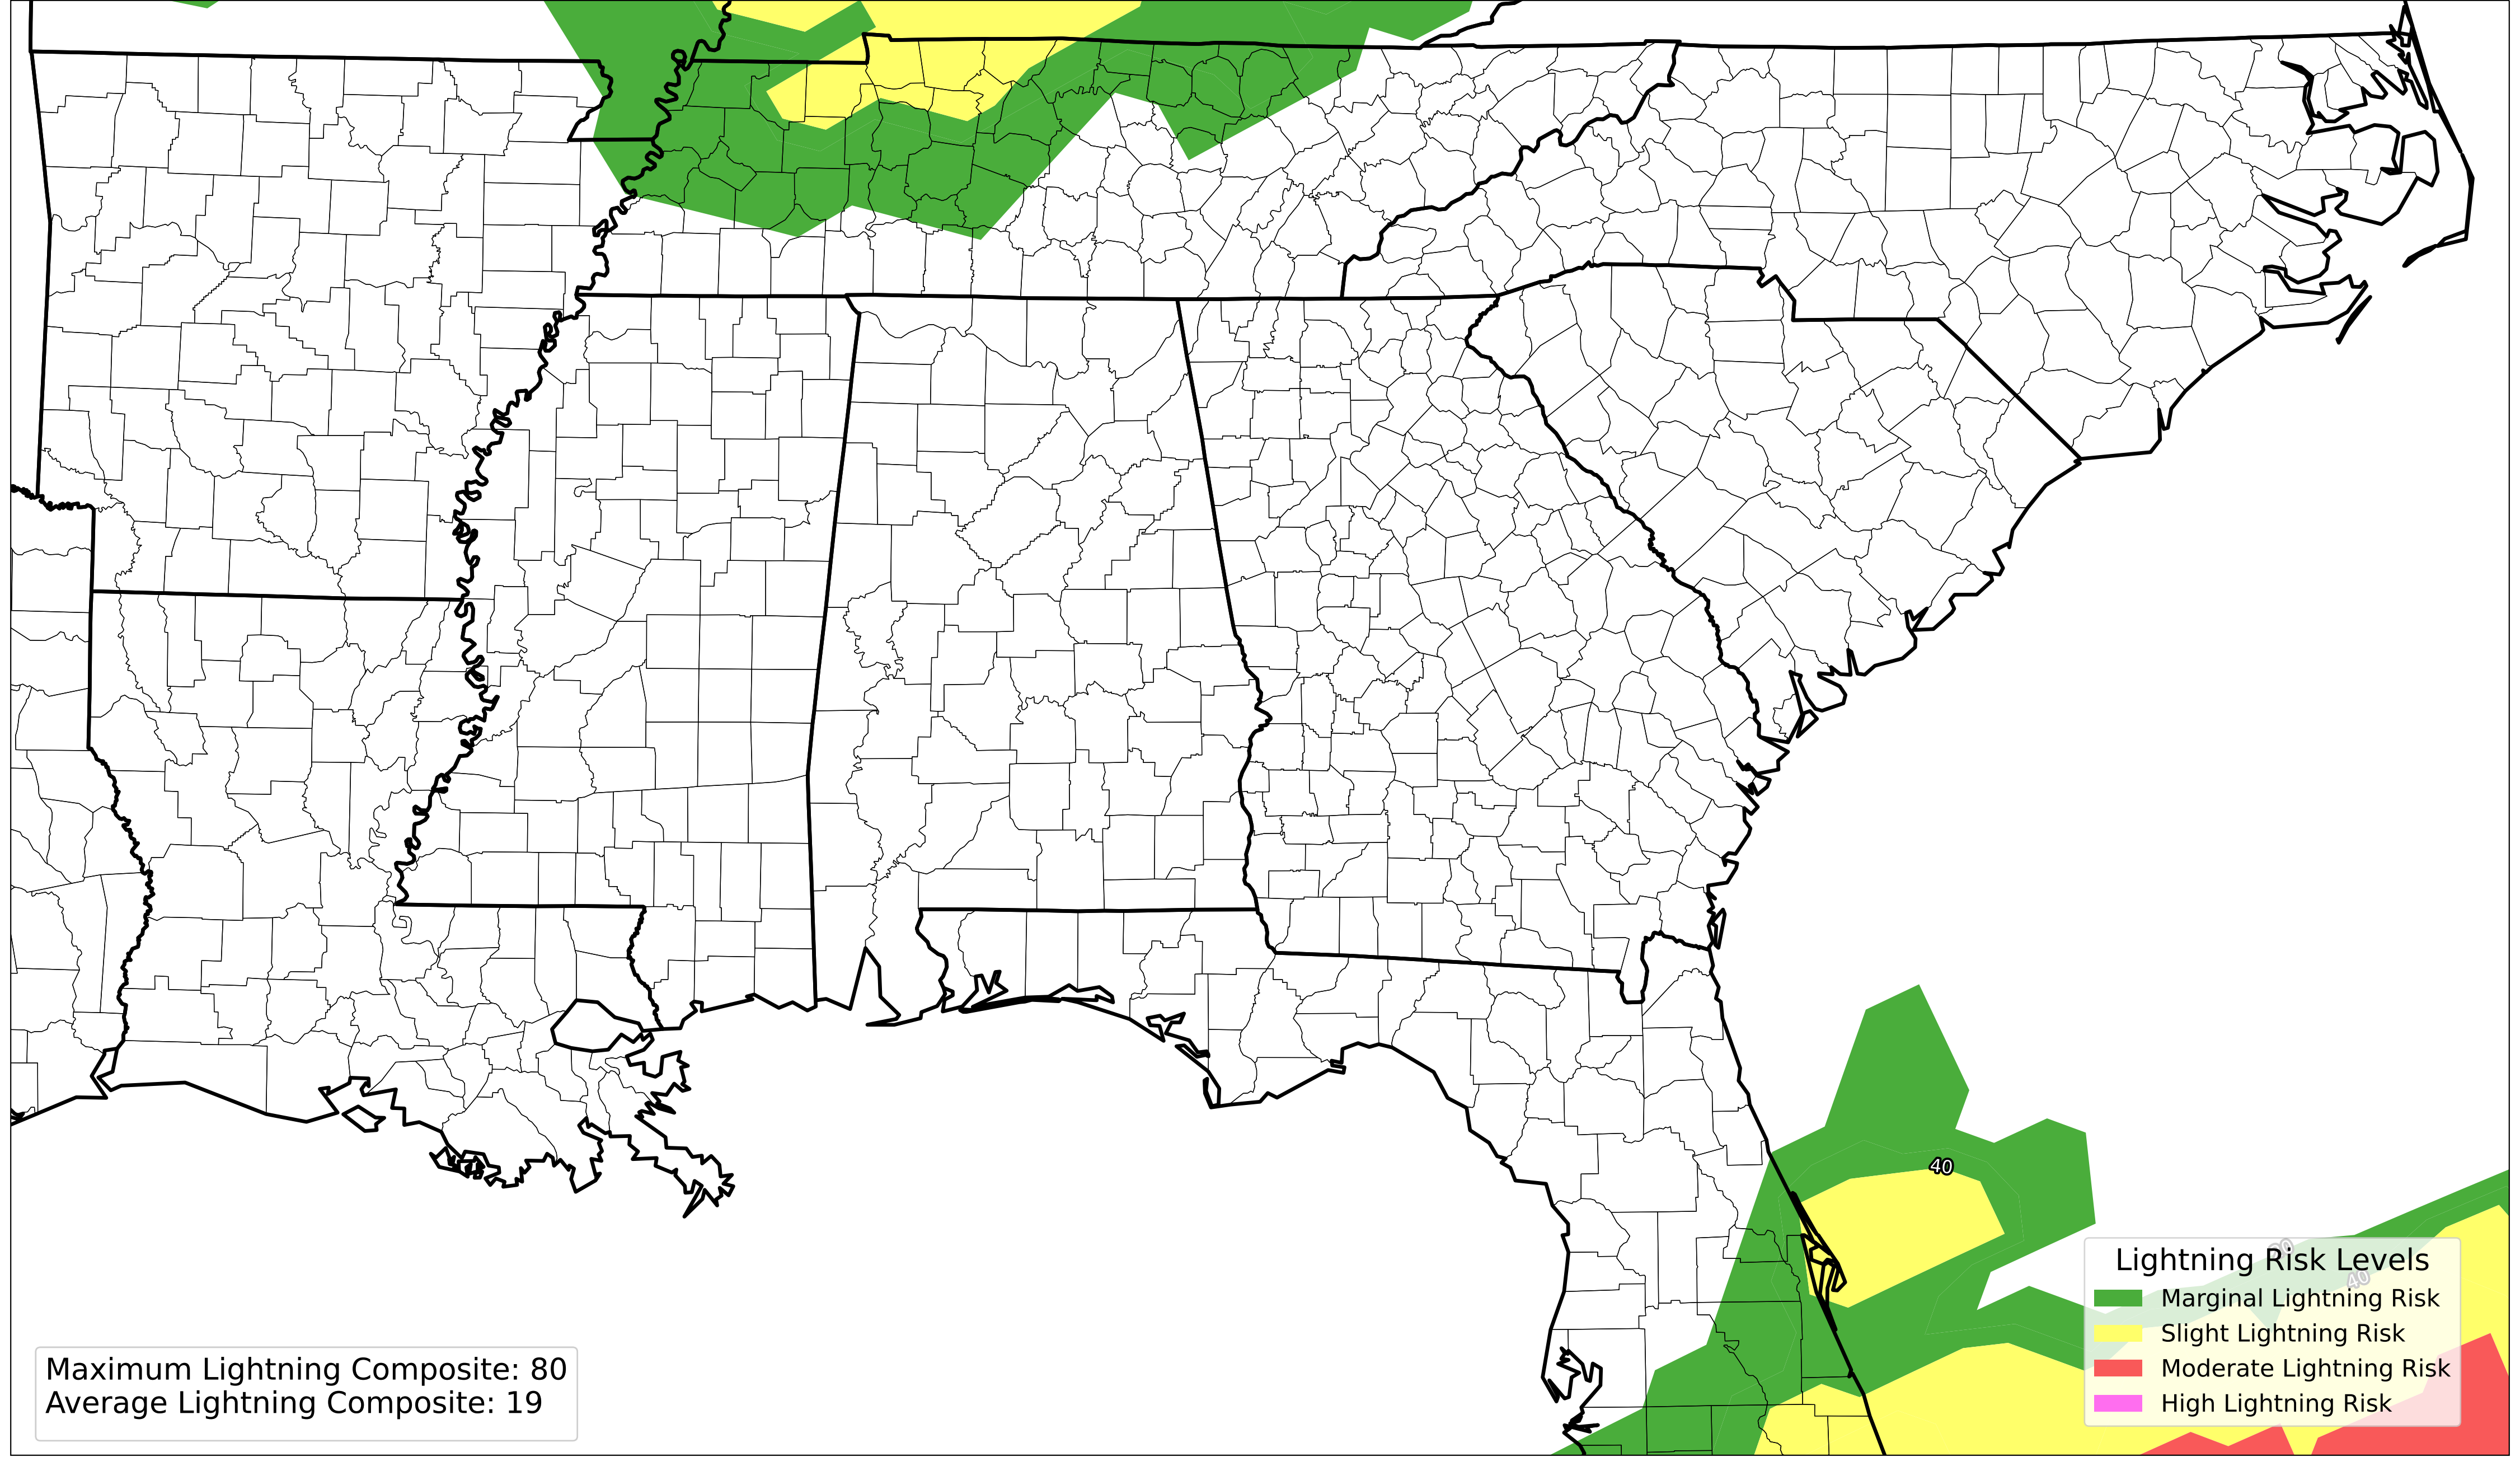 40
40
Lightning Risk Levels
Marginal Lightning Risk
Slight Lightning Risk
Moderate Lightning Risk
High Lightning Risk
Maximum Lightning Composite: 80
Average Lightning Composite: 19